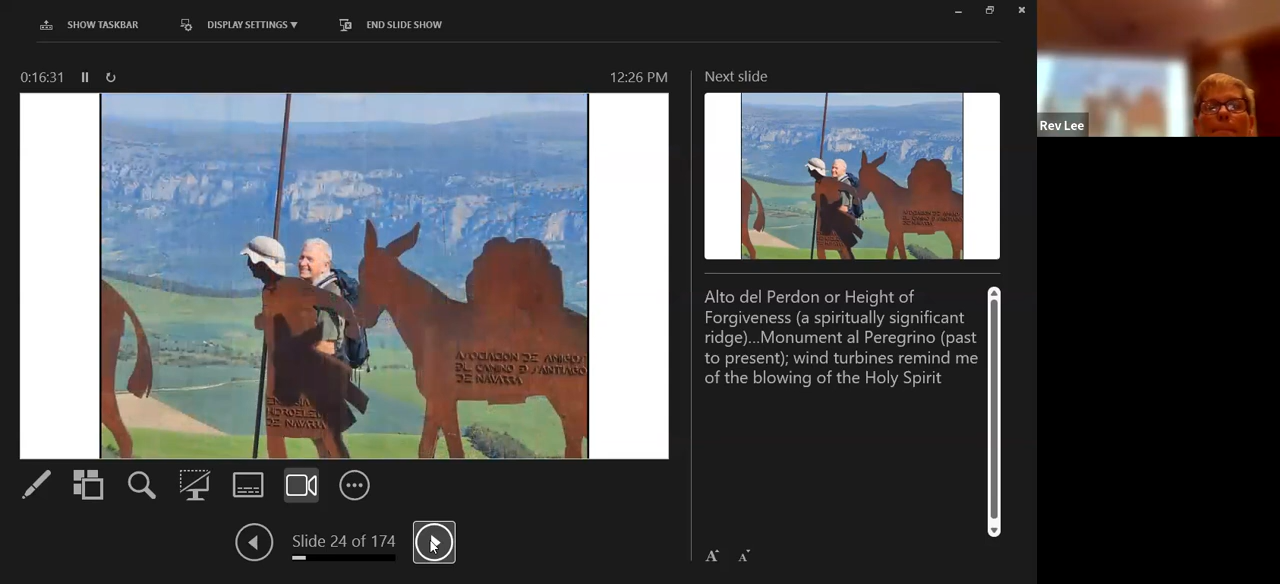 SHOW TASKBAR
DISPLAY SETTINGS ▼
END SLIDE SHOW
0:16:31
12:26 PM
Next slide
Rev Lee
ASOCIACION DE AMIGOS
DEL CAMINO D SANTIAGO
DE NAVARRA
HIDROELE
DE NAVARRA
Alto del Perdon or Height of
Forgiveness (a spiritually significant
ridge)...Monument al Peregrino (past
to present); wind turbines remind me
of the blowing of the Holy Spirit
Slide 24 of 174
A
A